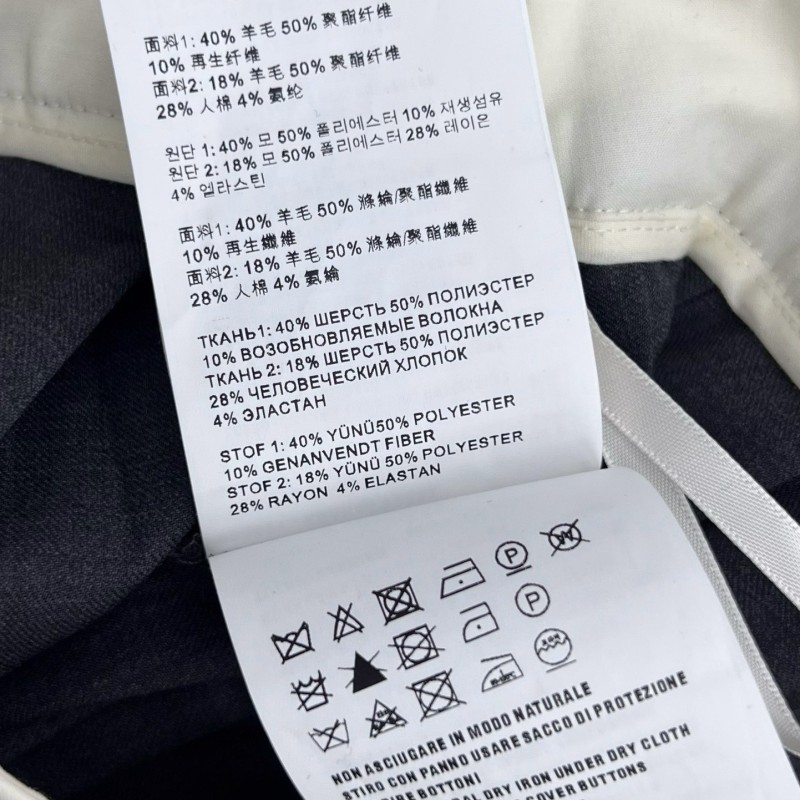 面料1: 40% 羊毛 50% 聚酯纤维
10% 再生纤维
面料2: 18% 羊毛 50% 聚酯纤维
28% 人棉 4% 氨纶
원단 1: 40% 모 50% 폴리에스터 10% 재생섬유
원단 2: 18% 모 50% 폴리에스터 28% 레이온
4% 엘라스틴
面料1: 40% 羊毛 50% 滌綸/聚酯纖維
10% 再生纖維
面料2: 18% 羊毛 50% 滌綸/聚酯纖維
28% 人棉 4% 氨綸
ТКАНЬ1: 40% ШЕРСТЬ 50% ПОЛИЭСТЕР
10% ВОЗОБНОВЛЯЕМЫЕ ВОЛОКНА
ТКАНЬ 2: 18% ШЕРСТЬ 50% ПОЛИЭСТЕР
28% ЧЕЛОВЕЧЕСКИЙ ХЛОПОК
4% ЭЛАСТАН
STOF 1: 40% YÜNÜ50% POLYESTER
10% GENANVENDT FIBER
STOF 2: 18% YÜNÜ 50% POLYESTER
28% RAYON 4% ELASTAN
P W
P
NON ASCIUGARE IN MODO NATURALE
STIRO CON PANNO USARE SACCO DI PROTEZIONE
BOTTONI
DRY IRON UNDER DRY CLOTH
COVER BUTTONS